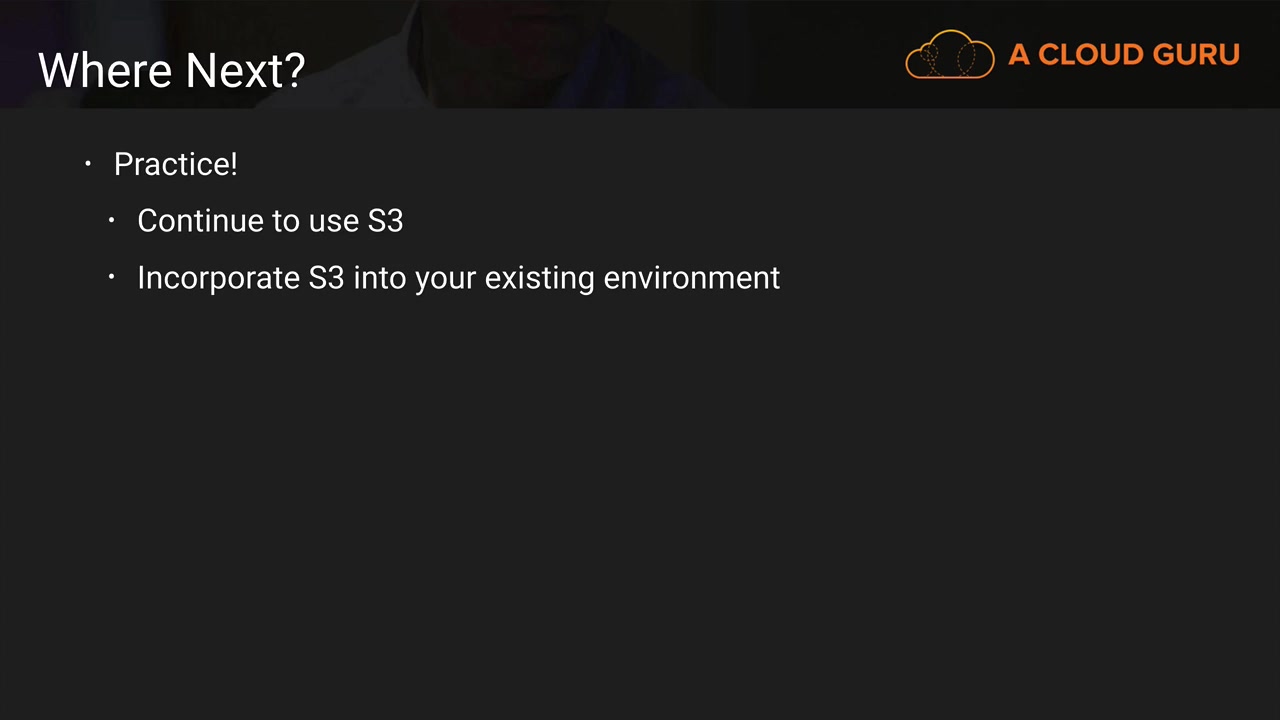 Where Next?
A CLOUD GURU
• Practice!
• Continue to use S3
• Incorporate S3 into your existing environment